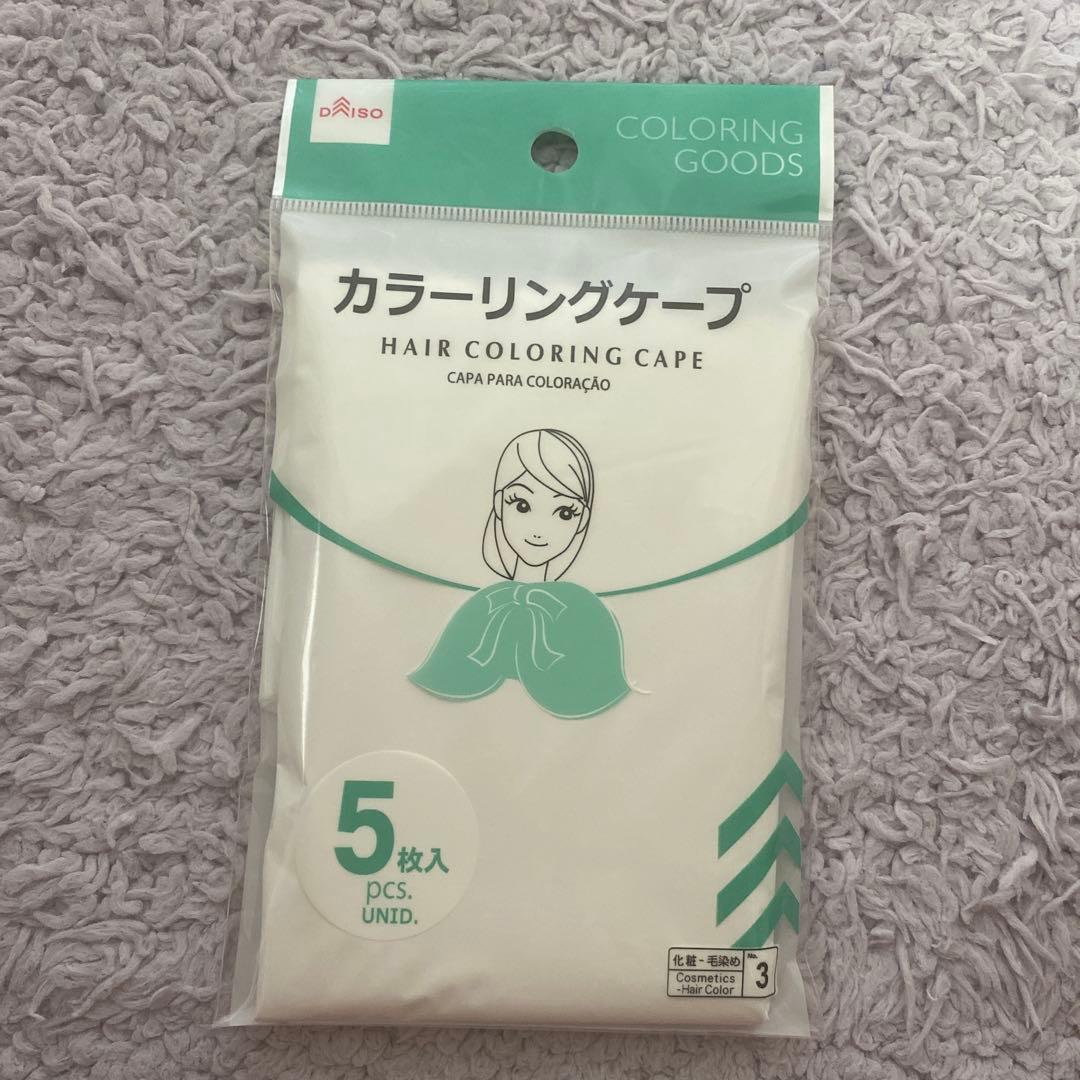 DAISO
COLORING
GOODS
カラーリングケープ
HAIR COLORING CAPE
CAPA PARA COLORAÇÃO
5枚入
pcs.
UNID.
化粧-毛染め
Cosmetics
-Hair Color
No.
3